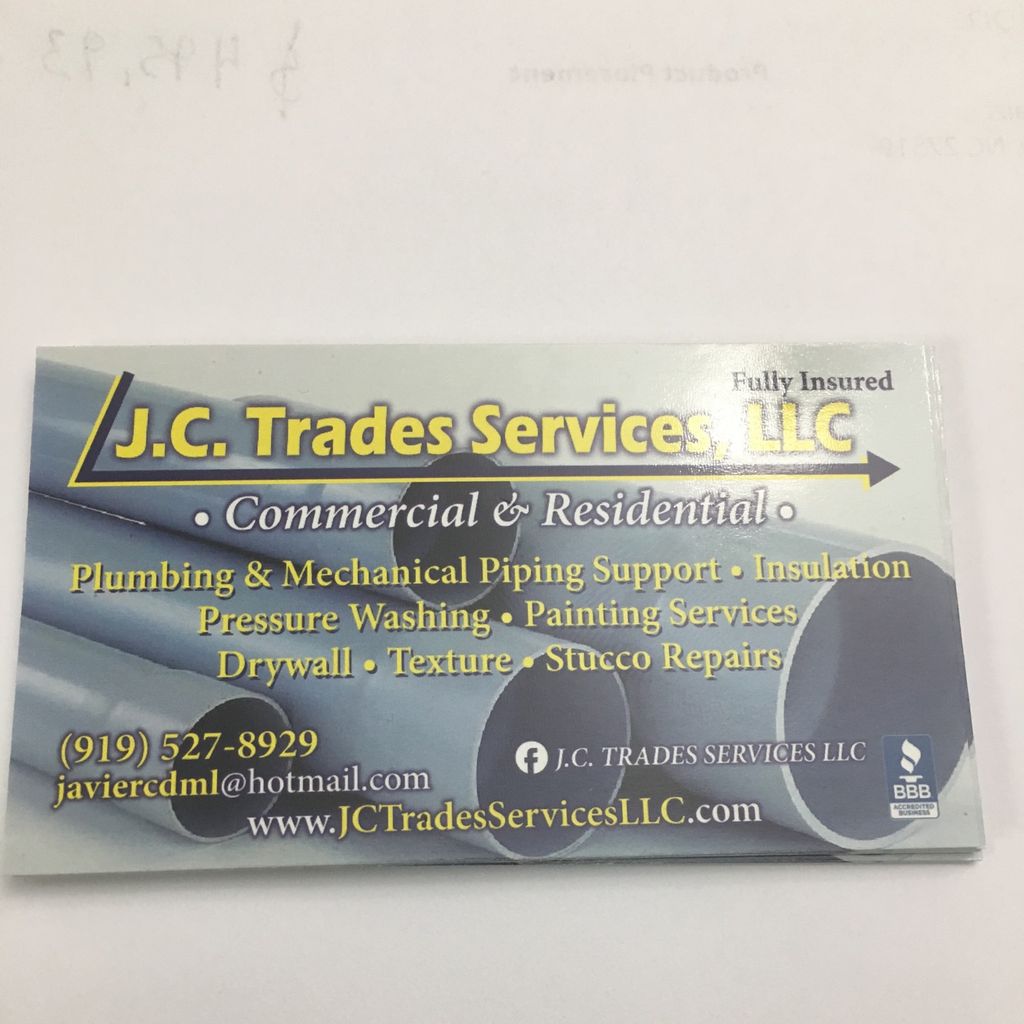 Fully Insured
J.C. Trades Services, LLC
• Commercial & Residential •
Plumbing & Mechanical Piping Support • Insulation
Pressure Washing • Painting Services
Drywall • Texture • Stucco Repairs
(919) 527-8929
javiercdml@hotmail.com
www.JCTradesServicesLLC.com
f J.C. TRADES SERVICES LLC
BBB
ACCREDITED
BUSINESS